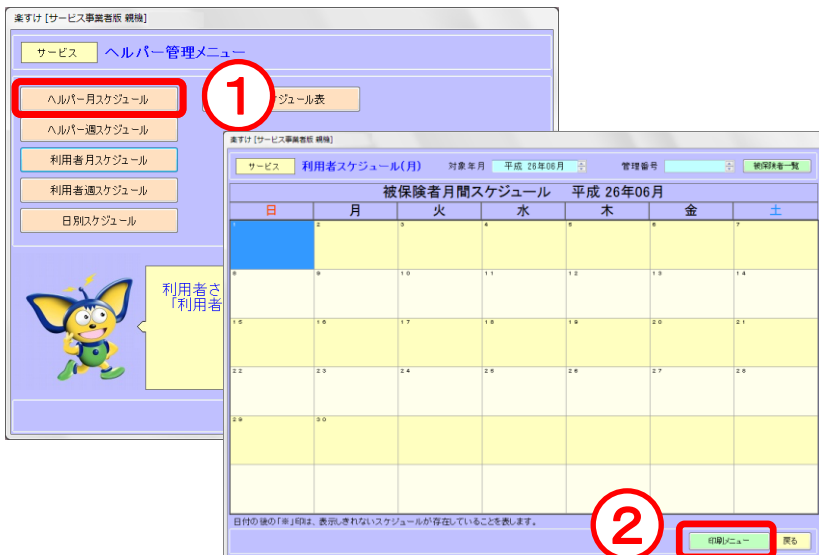 楽すけ [サービス事業者版 親機]
サービス ヘルパー管理メニュー
ヘルパー月スケジュール
①
ジュール表
ヘルパー週スケジュール
利用者月スケジュール
利用者週スケジュール
日別スケジュール
利用者さ
「利用者
楽すけ [サービス事業者版 親機]
サービス 利用者スケジュール(月) 対象年月 平成 26年06月 管理番号 被保険者一覧
被保険者月間スケジュール 平成 26年06月
日 月 火 水 木 金 土
1 2 3 4 5 6 7
8 9 10 11 12 13 14
15 16 17 18 19 20 21
22 23 24 25 26 27 28
29 30
日付の後の「※」印は、表示しきれないスケジュールが存在していることを表します。
②
印刷メニュー 戻る